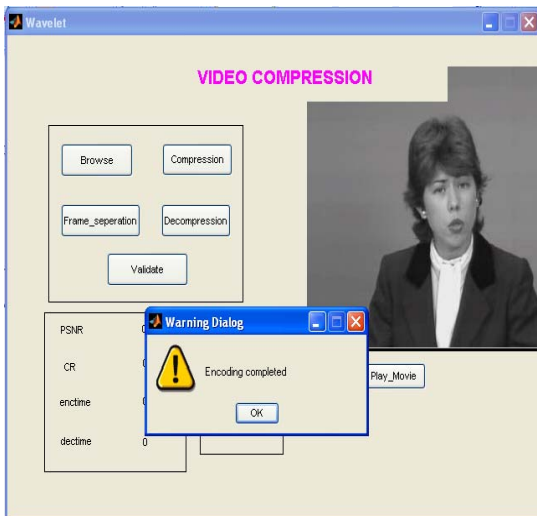 Wavelet
VIDEO COMPRESSION
Browse
Compression
Frame_seperation
Decompression
Validate
Warning Dialog
Encoding completed
OK
PSNR
CR
enctime
dectime 0
Play_Movie